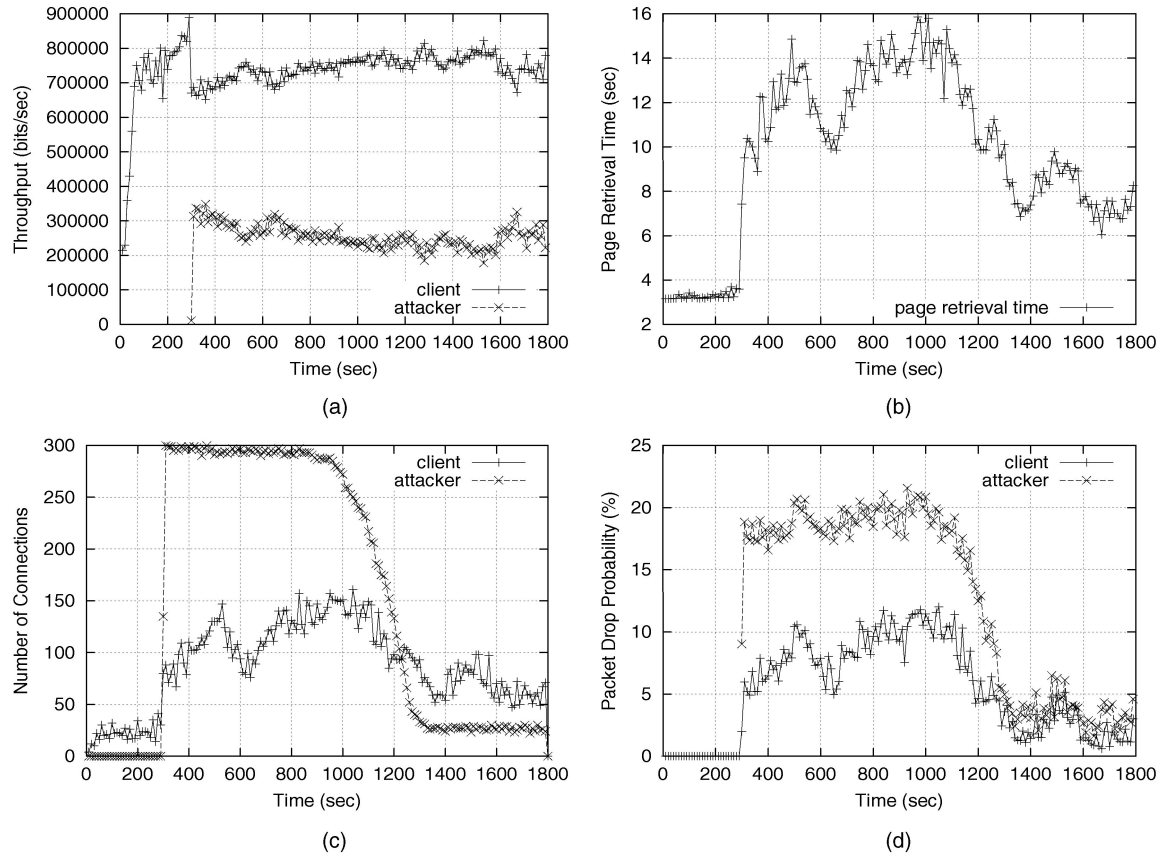 900000
800000
700000
600000
500000
400000
300000
200000
100000
0
Throughput (bits/sec)
client
attacker
0 200 400 600 800 1000 1200 1400 1600 1800
Time (sec)
(a)
16
14
12
10
8
6
4
2
Page Retrieval Time (sec)
page retrieval time
0 200 400 600 800 1000 1200 1400 1600 1800
Time (sec)
(b)
300
250
200
150
100
50
0
Number of Connections
client
attacker
0 200 400 600 800 1000 1200 1400 1600 1800
Time (sec)
(c)
25
20
15
10
5
0
Packet Drop Probability (%)
client
attacker
0 200 400 600 800 1000 1200 1400 1600 1800
Time (sec)
(d)